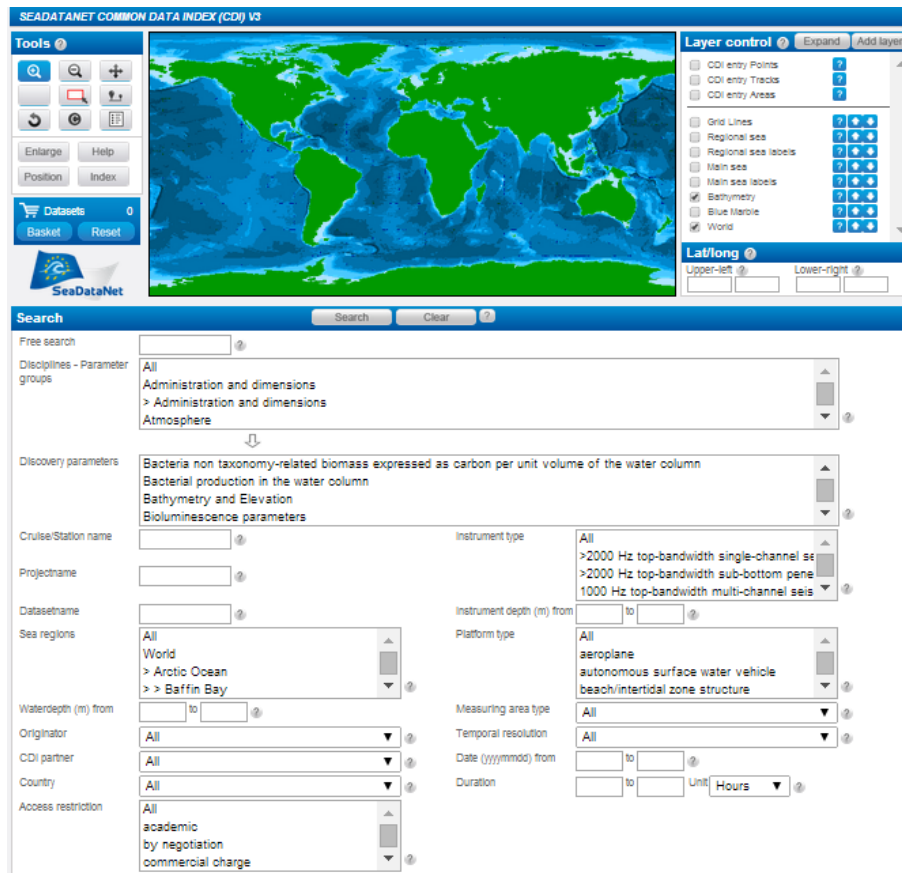 SEADATANET COMMON DATA INDEX (CDI) V3
Tools ?
Enlarge Help
Position Index
Datasets 0
Basket Reset
SeaDataNet
Layer control ? Expand Add layer
CDI entry Points ?
CDI entry Tracks ?
CDI entry Areas ?
Grid Lines ?
Regional sea ?
Regional sea labels ?
Main sea ?
Main sea labels ?
Bathymetry ?
Blue Marble ?
World ?
Lat/long ?
Upper-left ? Lower-right ?
Search Search Clear ?
Free search ?
Disciplines - Parameter groups
All
Administration and dimensions
> Administration and dimensions
Atmosphere ?
Discovery parameters
Bacteria non taxonomy-related biomass expressed as carbon per unit volume of the water column
Bacterial production in the water column
Bathymetry and Elevation
Bioluminescence parameters ?
Cruise/Station name ?
Instrument type
All
>2000 Hz top-bandwidth single-channel se
>2000 Hz top-bandwidth sub-bottom pene
1000 Hz top-bandwidth multi-channel seis ?
Projectname ?
Datasetname ?
Instrument depth (m) from to ?
Sea regions
All
World
> Arctic Ocean
> > Baffin Bay ?
Platform type
All
aeroplane
autonomous surface water vehicle
beach/intertidal zone structure ?
Waterdepth (m) from to ?
Measuring area type All ?
Originator All ?
Temporal resolution All ?
CDI partner All ?
Date (yyyymmdd) from to ?
Country All ?
Duration to Unit Hours ?
Access restriction
All
academic
by negotiation
commercial charge ?